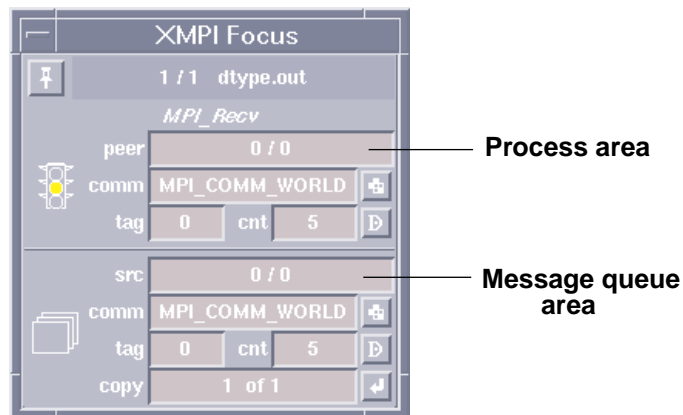 XMPI Focus
1 / 1 dtype.out
MPI_Recv
peer 0 / 0
Process area
comm MPI_COMM_WORLD
tag 0 cnt 5 D
src 0 / 0
Message queue
area
comm MPI_COMM_WORLD
tag 0 cnt 5 D
copy 1 of 1